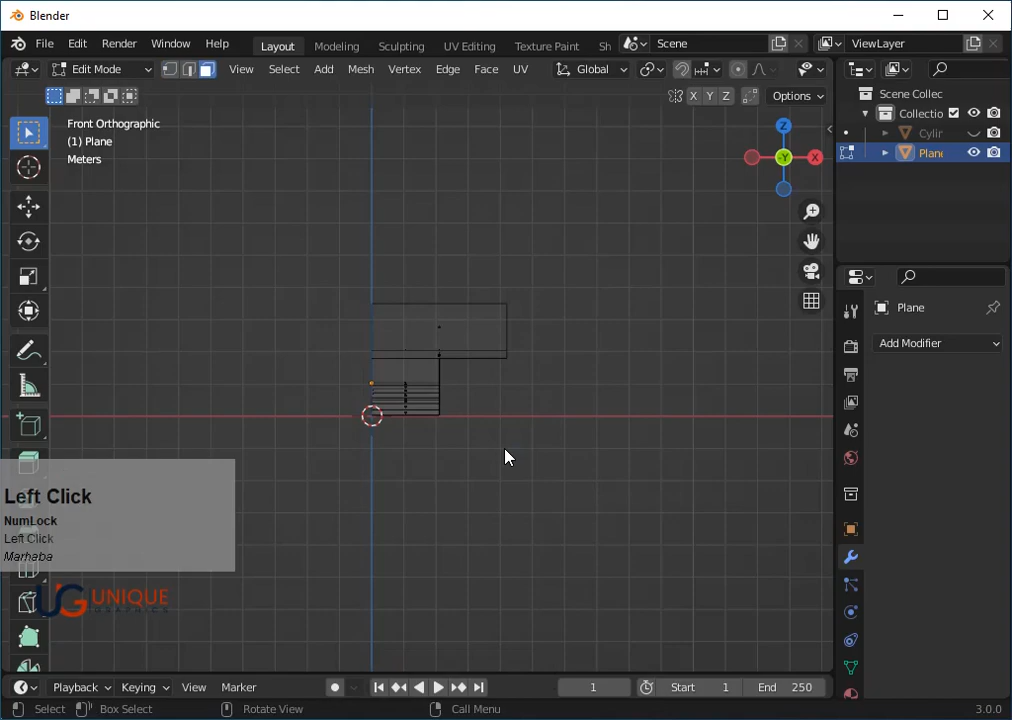 Blender
File Edit Render Window Help Layout Modeling Sculpting UV Editing Texture Paint Sh Scene ViewLayer
Edit Mode View Select Add Mesh Vertex Edge Face UV Global
X Y Z Options
Scene Collec
Collectio
Cylir
Plane
Front Orthographic
(1) Plane
Meters
Z
-Y X
Plane
Add Modifier
Left Click
NumLock
Left Click
Marhaba
UG UNIQUE
GRAPHICS
Playback Keying View Marker 1 Start 1 End 250
Select Box Select Rotate View Call Menu 3.0.0